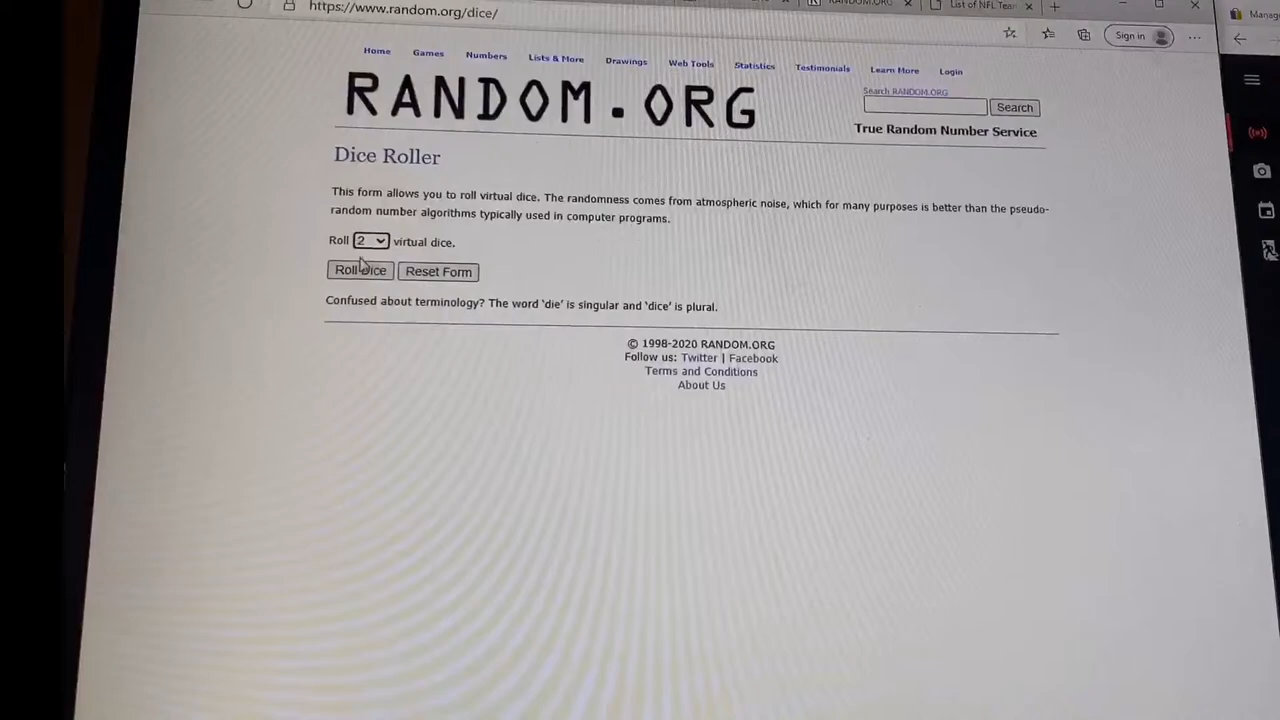 List of NFL Tea
https://www.random.org/dice/
Sign in
Manag
Home Games Numbers Lists & More Drawings Web Tools Statistics Testimonials Learn More Login
RANDOM.ORG
Search RANDOM.ORG
Search
True Random Number Service
Dice Roller
This form allows you to roll virtual dice. The randomness comes from atmospheric noise, which for many purposes is better than the pseudo-
random number algorithms typically used in computer programs.
Roll 2 virtual dice.
Roll Dice Reset Form
Confused about terminology? The word 'die' is singular and 'dice' is plural.
© 1998-2020 RANDOM.ORG
Follow us: Twitter | Facebook
Terms and Conditions
About Us